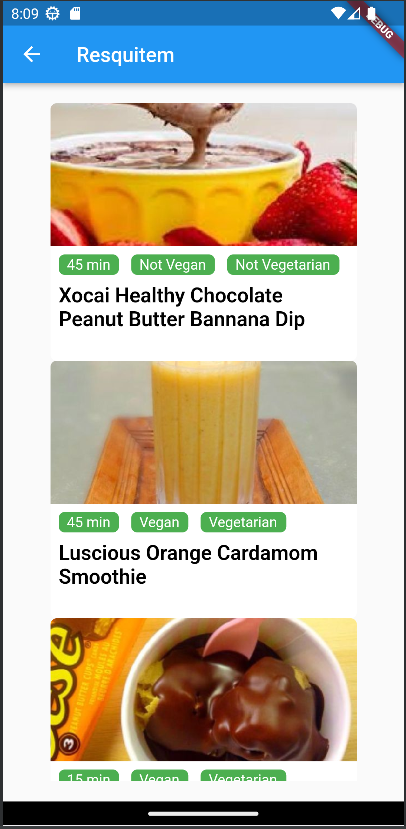 8:09
DEBUG
Resquitem
45 min Not Vegan Not Vegetarian
Xocai Healthy Chocolate
Peanut Butter Bannana Dip
45 min Vegan Vegetarian
Luscious Orange Cardamom
Smoothie
15 min Vegan Vegetarian